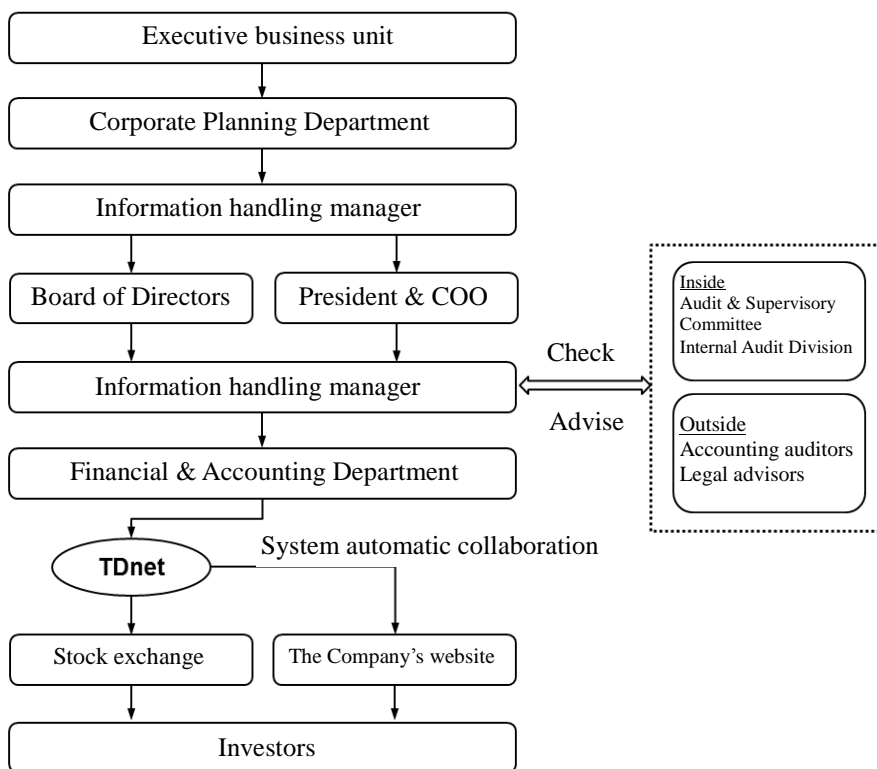 Executive business unit
Corporate Planning Department
Information handling manager
Board of Directors
President & COO
Information handling manager
Check
Advise
Inside
Audit & Supervisory
Committee
Internal Audit Division
Outside
Accounting auditors
Legal advisors
Financial & Accounting Department
System automatic collaboration
TDnet
Stock exchange
The Company’s website
Investors